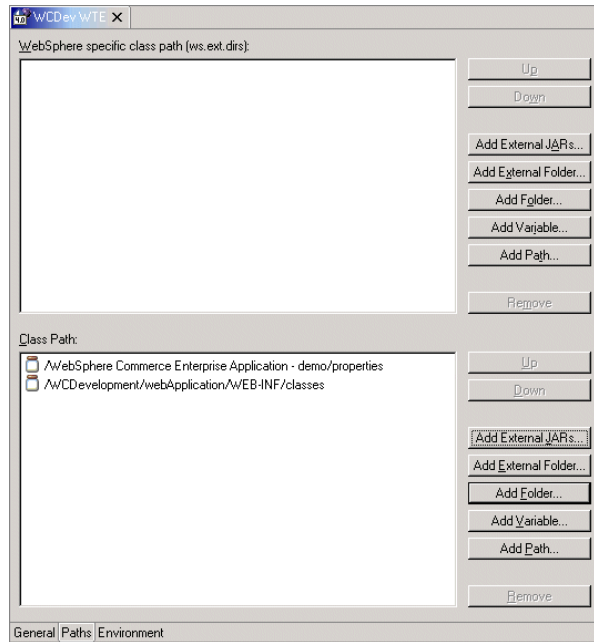 4.0 WCDev WTE
WebSphere specific class path (ws.ext.dirs):
Up
Down
Add External JARs...
Add External Folder...
Add Folder...
Add Variable...
Add Path...
Remove
Class Path:
/WebSphere Commerce Enterprise Application - demo/properties
/WCDevelopment/webApplication/WEB-INF/classes
Up
Down
Add External JARs...
Add External Folder...
Add Folder...
Add Variable...
Add Path...
Remove
General Paths Environment